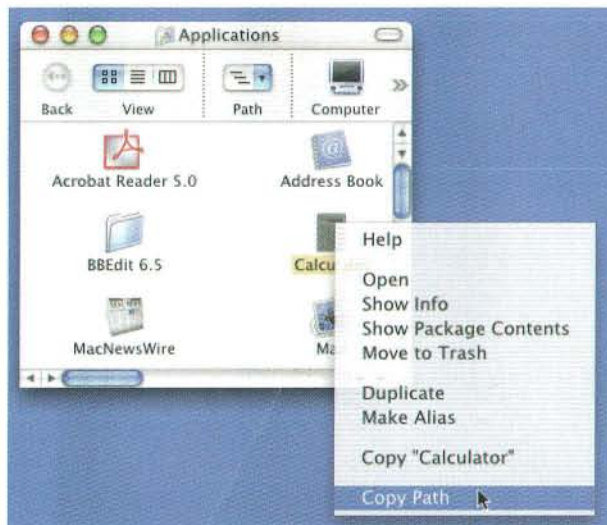 Applications
Back View Path Computer
Acrobat Reader 5.0 Address Book
BBEdit 6.5
MacNewsWire
Help
Open
Show Info
Show Package Contents
Move to Trash
Duplicate
Make Alias
Copy "Calculator"
Copy Path